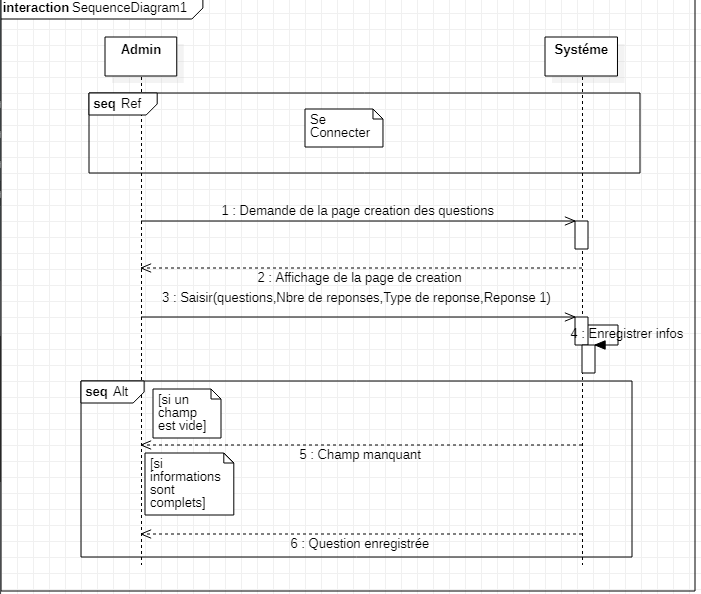 interaction SequenceDiagram1
Admin
Systéme
seq Ref
Se
Connecter
1 : Demande de la page creation des questions
2 : Affichage de la page de creation
3 : Saisir(questions,Nbre de reponses,Type de reponse,Reponse 1)
4 : Enregistrer infos
seq Alt
[si un
champ
est vide]
5 : Champ manquant
[si
informations
sont
complets]
6 : Question enregistrée